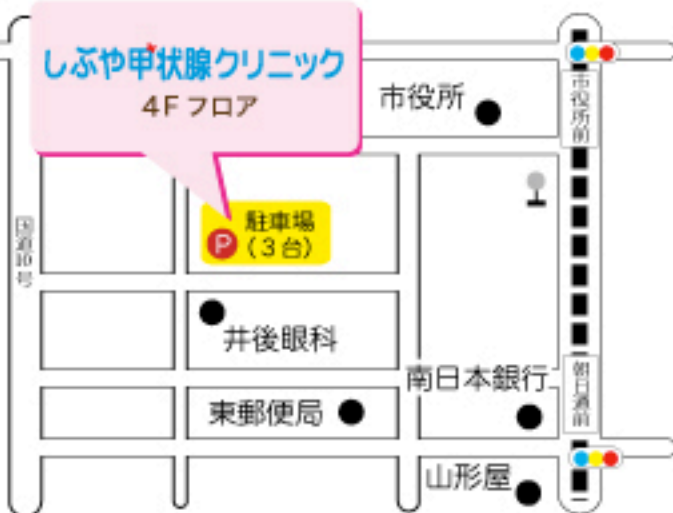 しぶや甲状腺クリニック
4F フロア
市役所
市役所前
国道10号
駐車場
P
(3台)
井後眼科
南日本銀行
朝日通前
東郵便局
山形屋